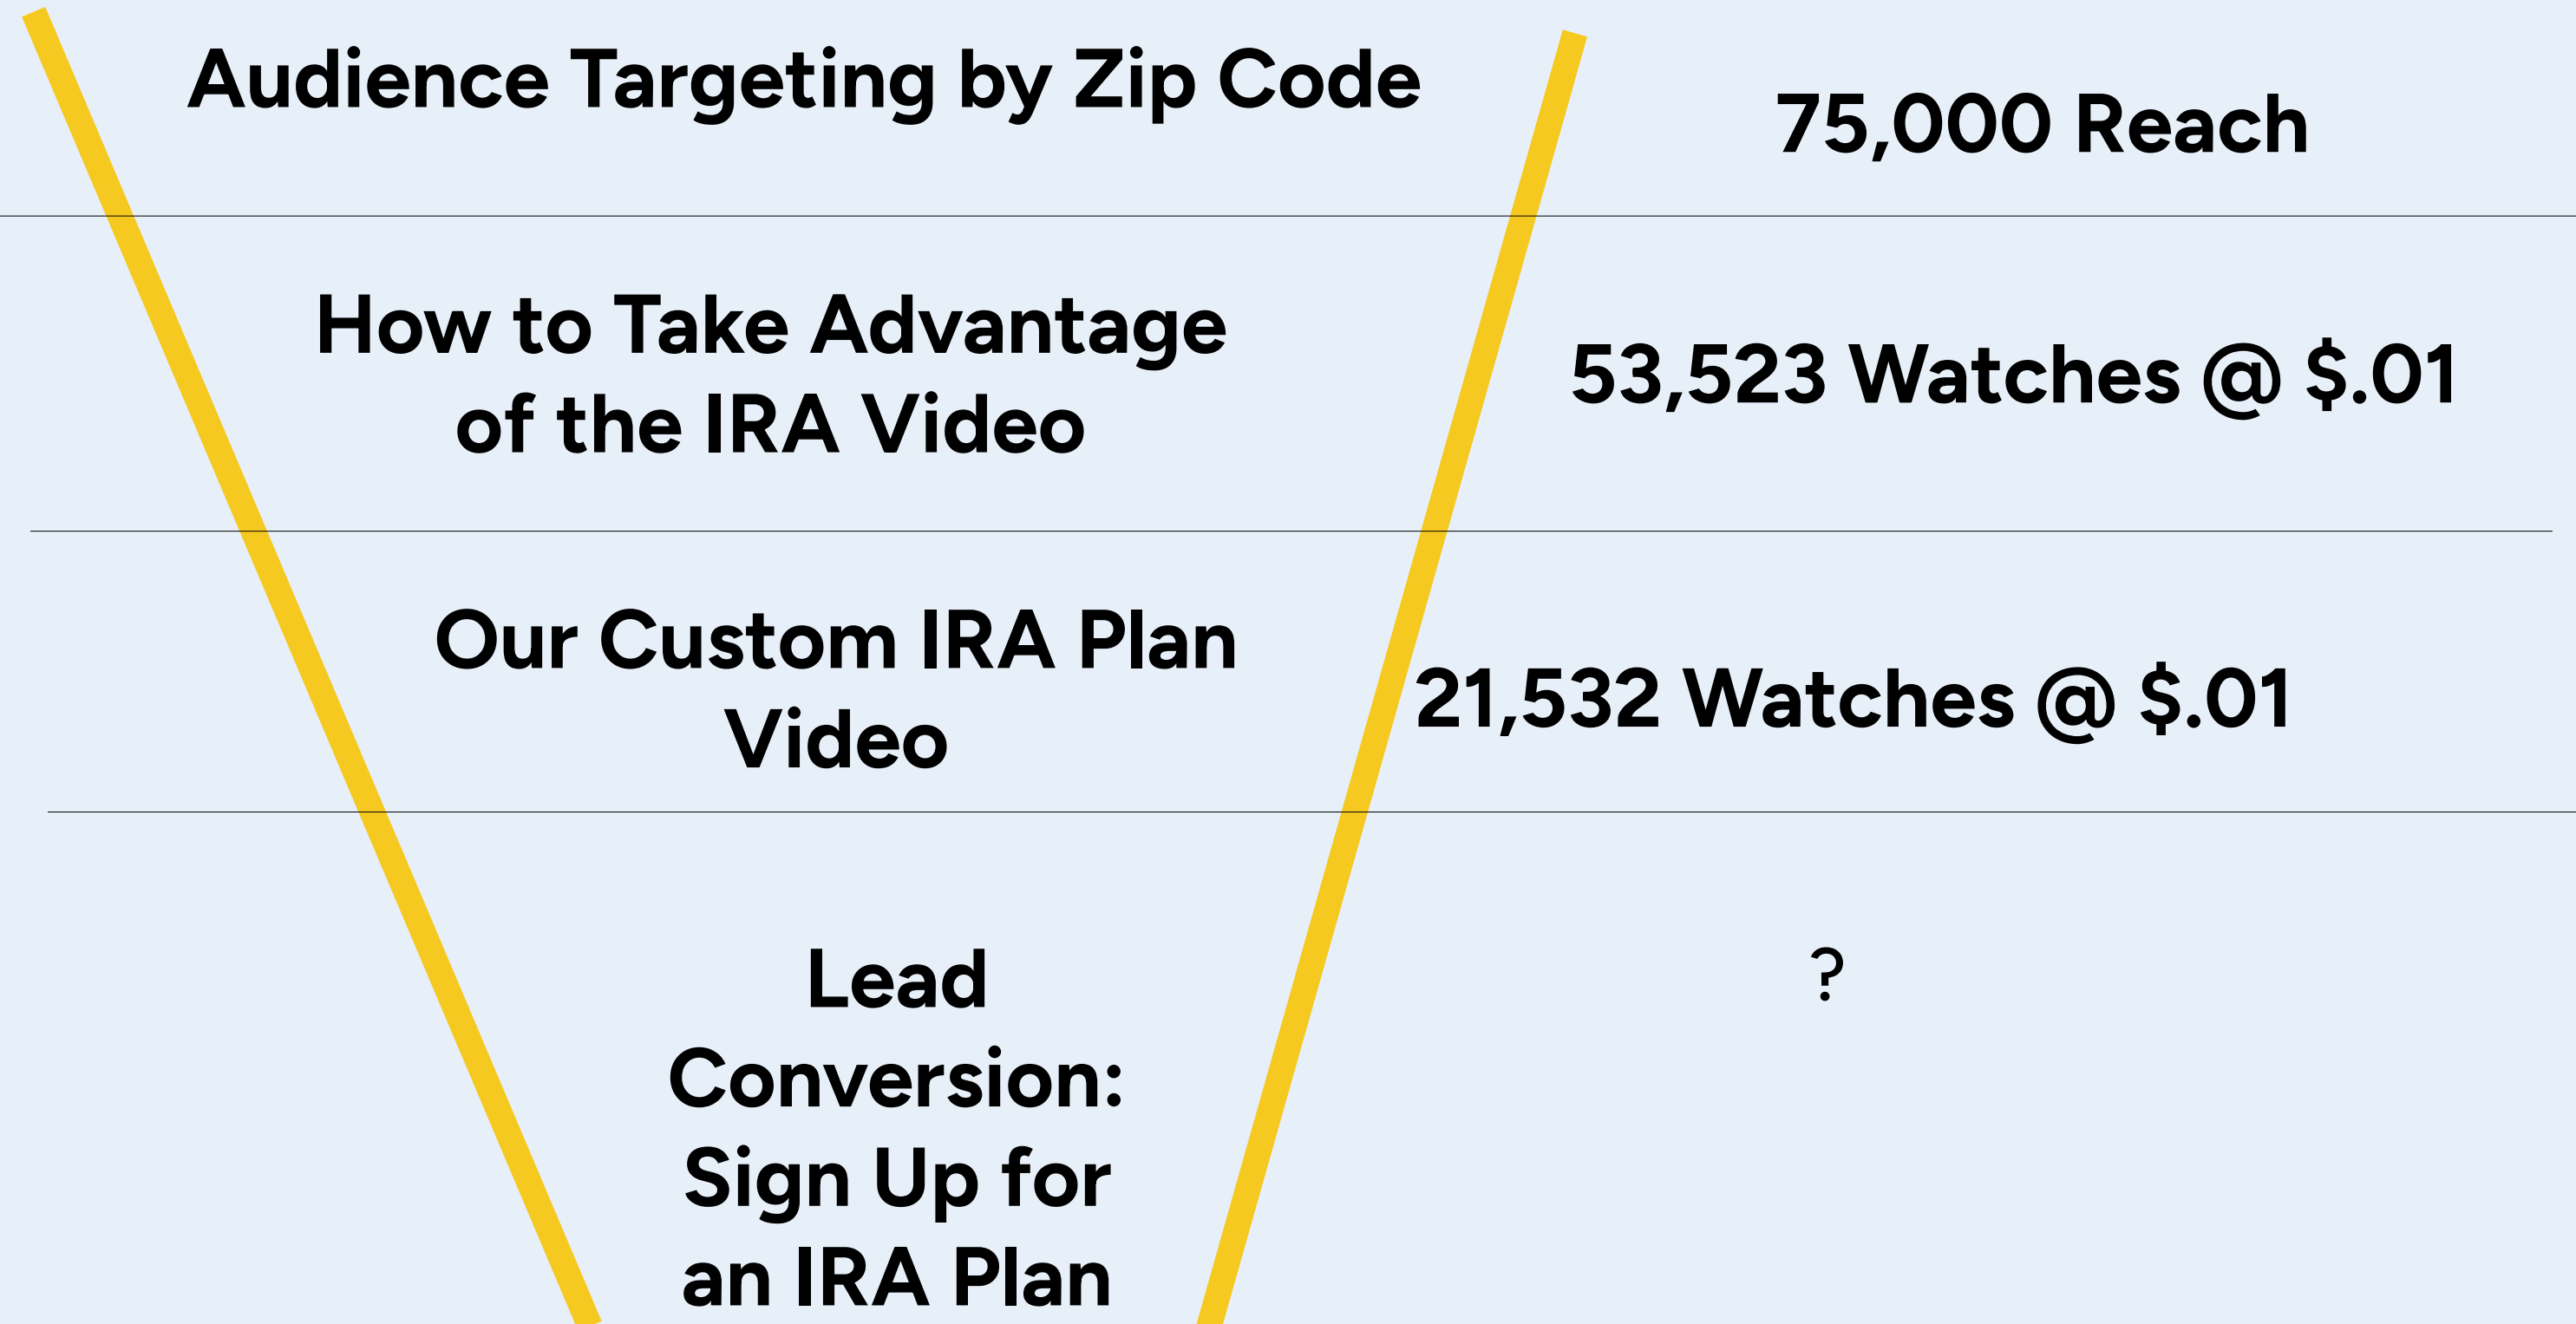 Audience Targeting by Zip Code
75,000 Reach
How to Take Advantage
of the IRA Video
53,523 Watches @ $.01
Our Custom IRA Plan
Video
21,532 Watches @ $.01
Lead
Conversion:
Sign Up for
an IRA Plan
?